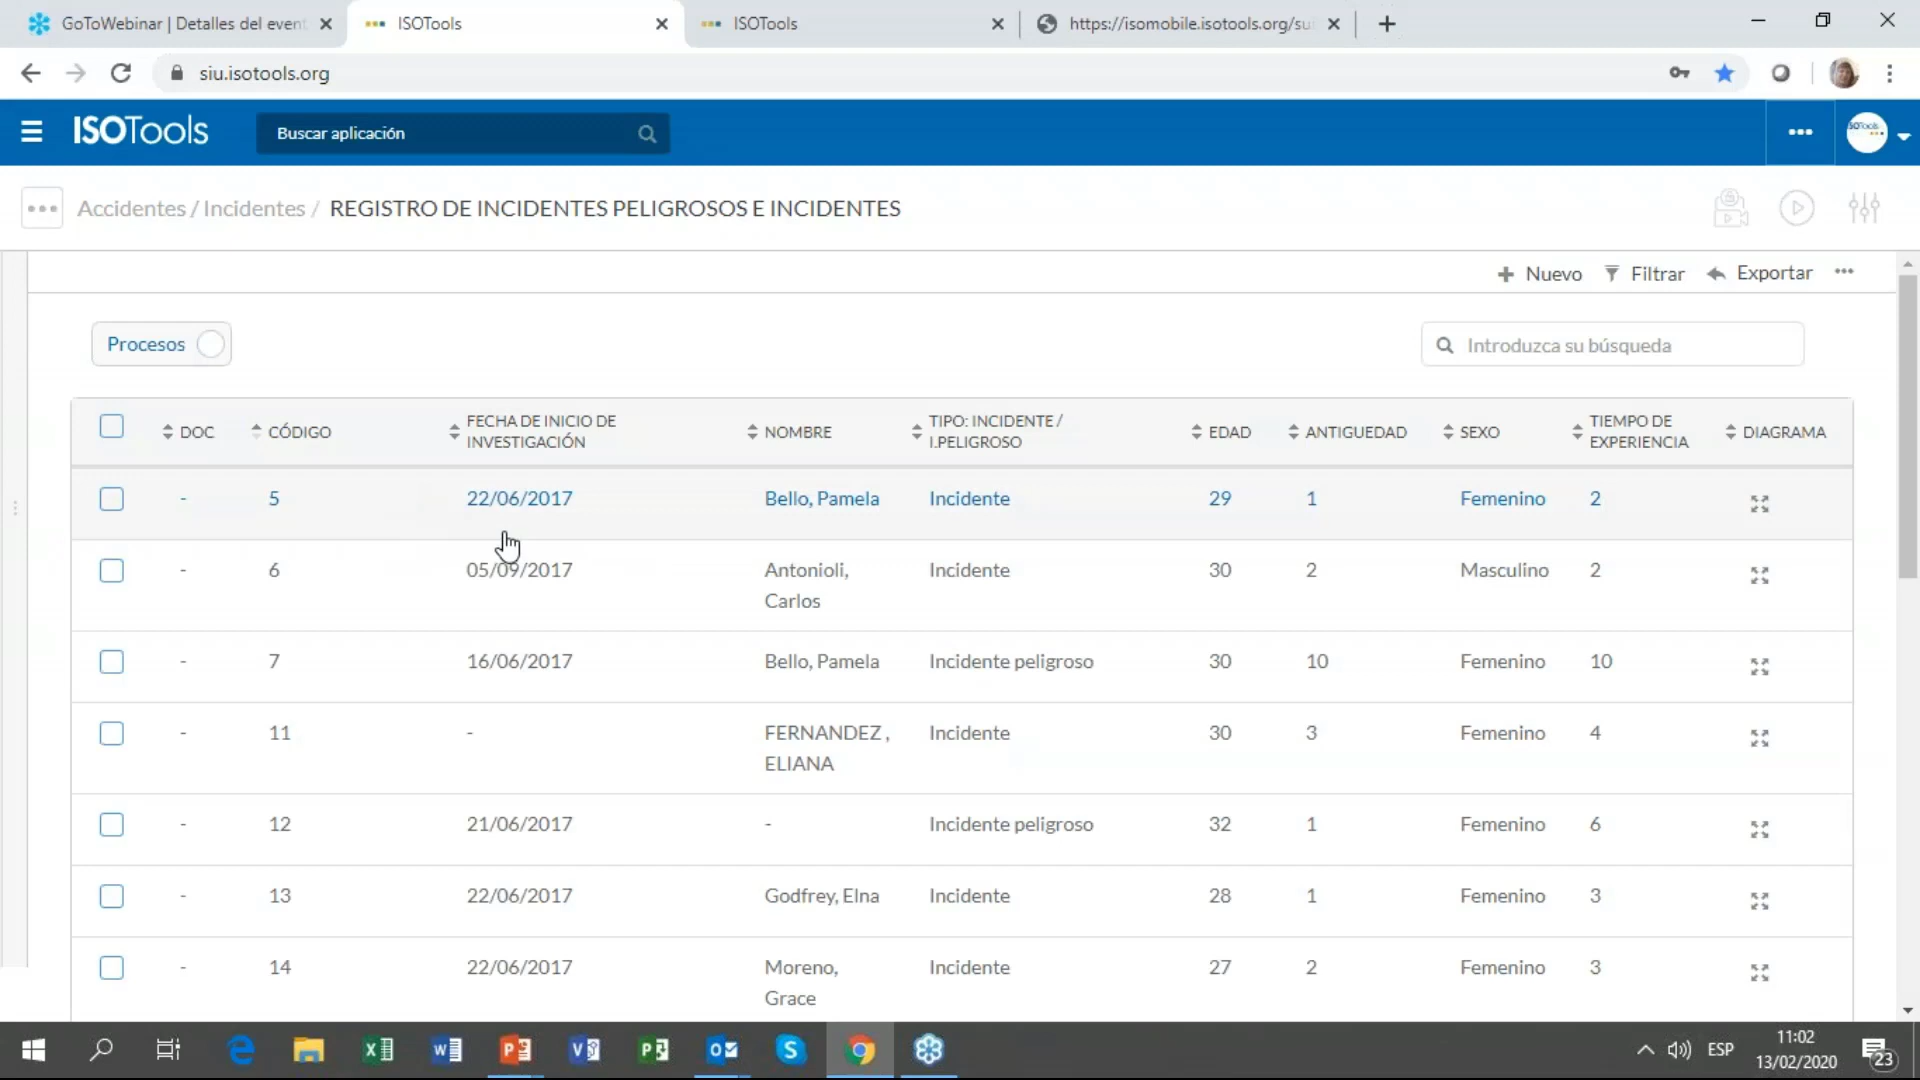 GoToWebinar | Detalles del event
ISOTools
ISOTools
https://isomobile.isotools.org/su
siu.isotools.org
ISOTools
Buscar aplicación
Accidentes / Incidentes / REGISTRO DE INCIDENTES PELIGROSOS E INCIDENTES
Nuevo Filtrar Exportar
Procesos
Introduzca su búsqueda
DOC CÓDIGO FECHA DE INICIO DE INVESTIGACIÓN NOMBRE TIPO: INCIDENTE / I.PELIGROSO EDAD ANTIGUEDAD SEXO TIEMPO DE EXPERIENCIA DIAGRAMA
- 5 22/06/2017 Bello, Pamela Incidente 29 1 Femenino 2
- 6 05/09/2017 Antonioli, Carlos Incidente 30 2 Masculino 2
- 7 16/06/2017 Bello, Pamela Incidente peligroso 30 10 Femenino 10
- 11 - FERNANDEZ , ELIANA Incidente 30 3 Femenino 4
- 12 21/06/2017 - Incidente peligroso 32 1 Femenino 6
- 13 22/06/2017 Godfrey, Elna Incidente 28 1 Femenino 3
- 14 22/06/2017 Moreno, Grace Incidente 27 2 Femenino 3
ESP
11:02
13/02/2020
23